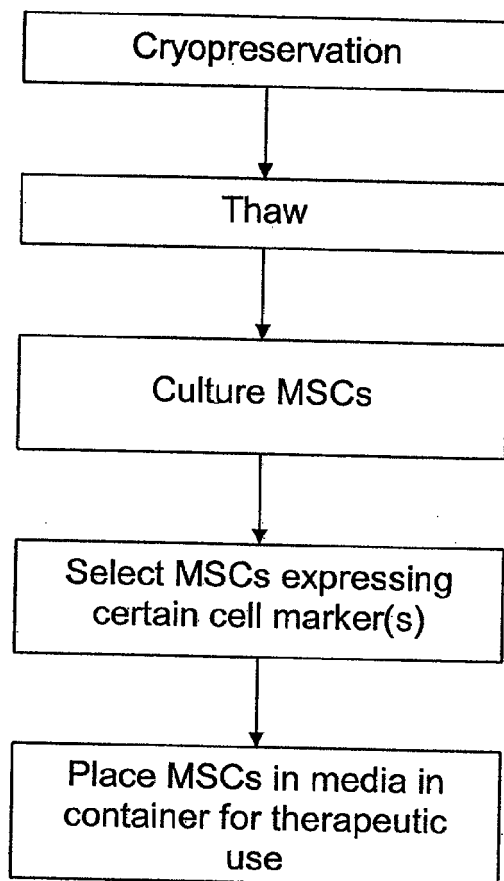 Cryopreservation
Thaw
Culture MSCs
Select MSCs expressing
certain cell marker(s)
Place MSCs in media in
container for therapeutic
use